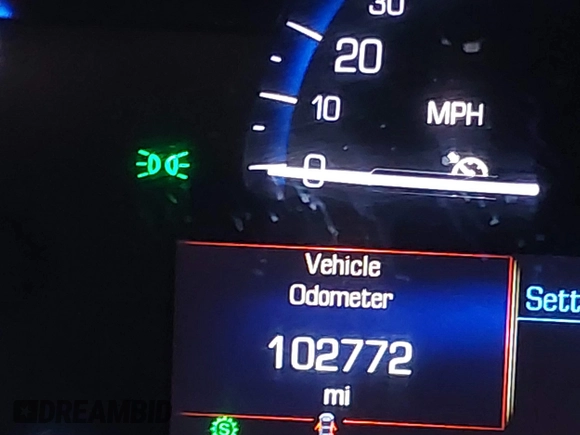 30
20
10
MPH
0
Vehicle
Odometer
Sett
102772
mi
S
DREAMBID